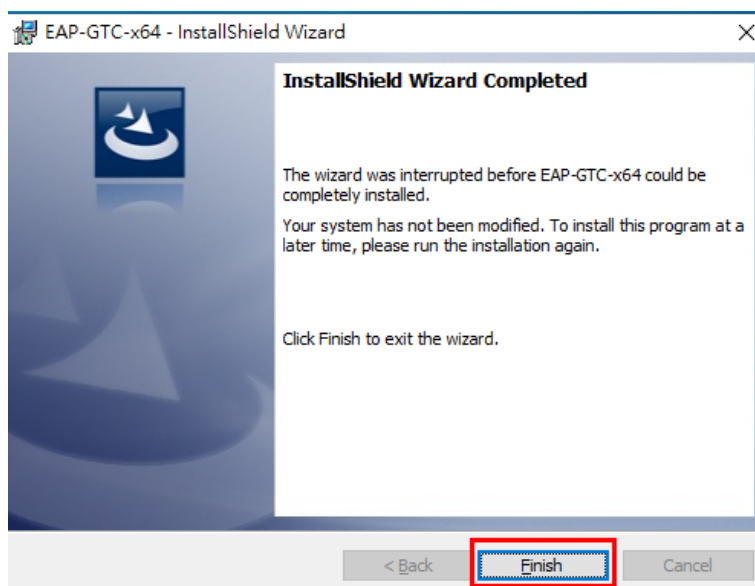 EAP-GTC-x64 - InstallShield Wizard
InstallShield Wizard Completed
The wizard was interrupted before EAP-GTC-x64 could be
completely installed.
Your system has not been modified. To install this program at a
later time, please run the installation again.
Click Finish to exit the wizard.
< Back
Finish
Cancel